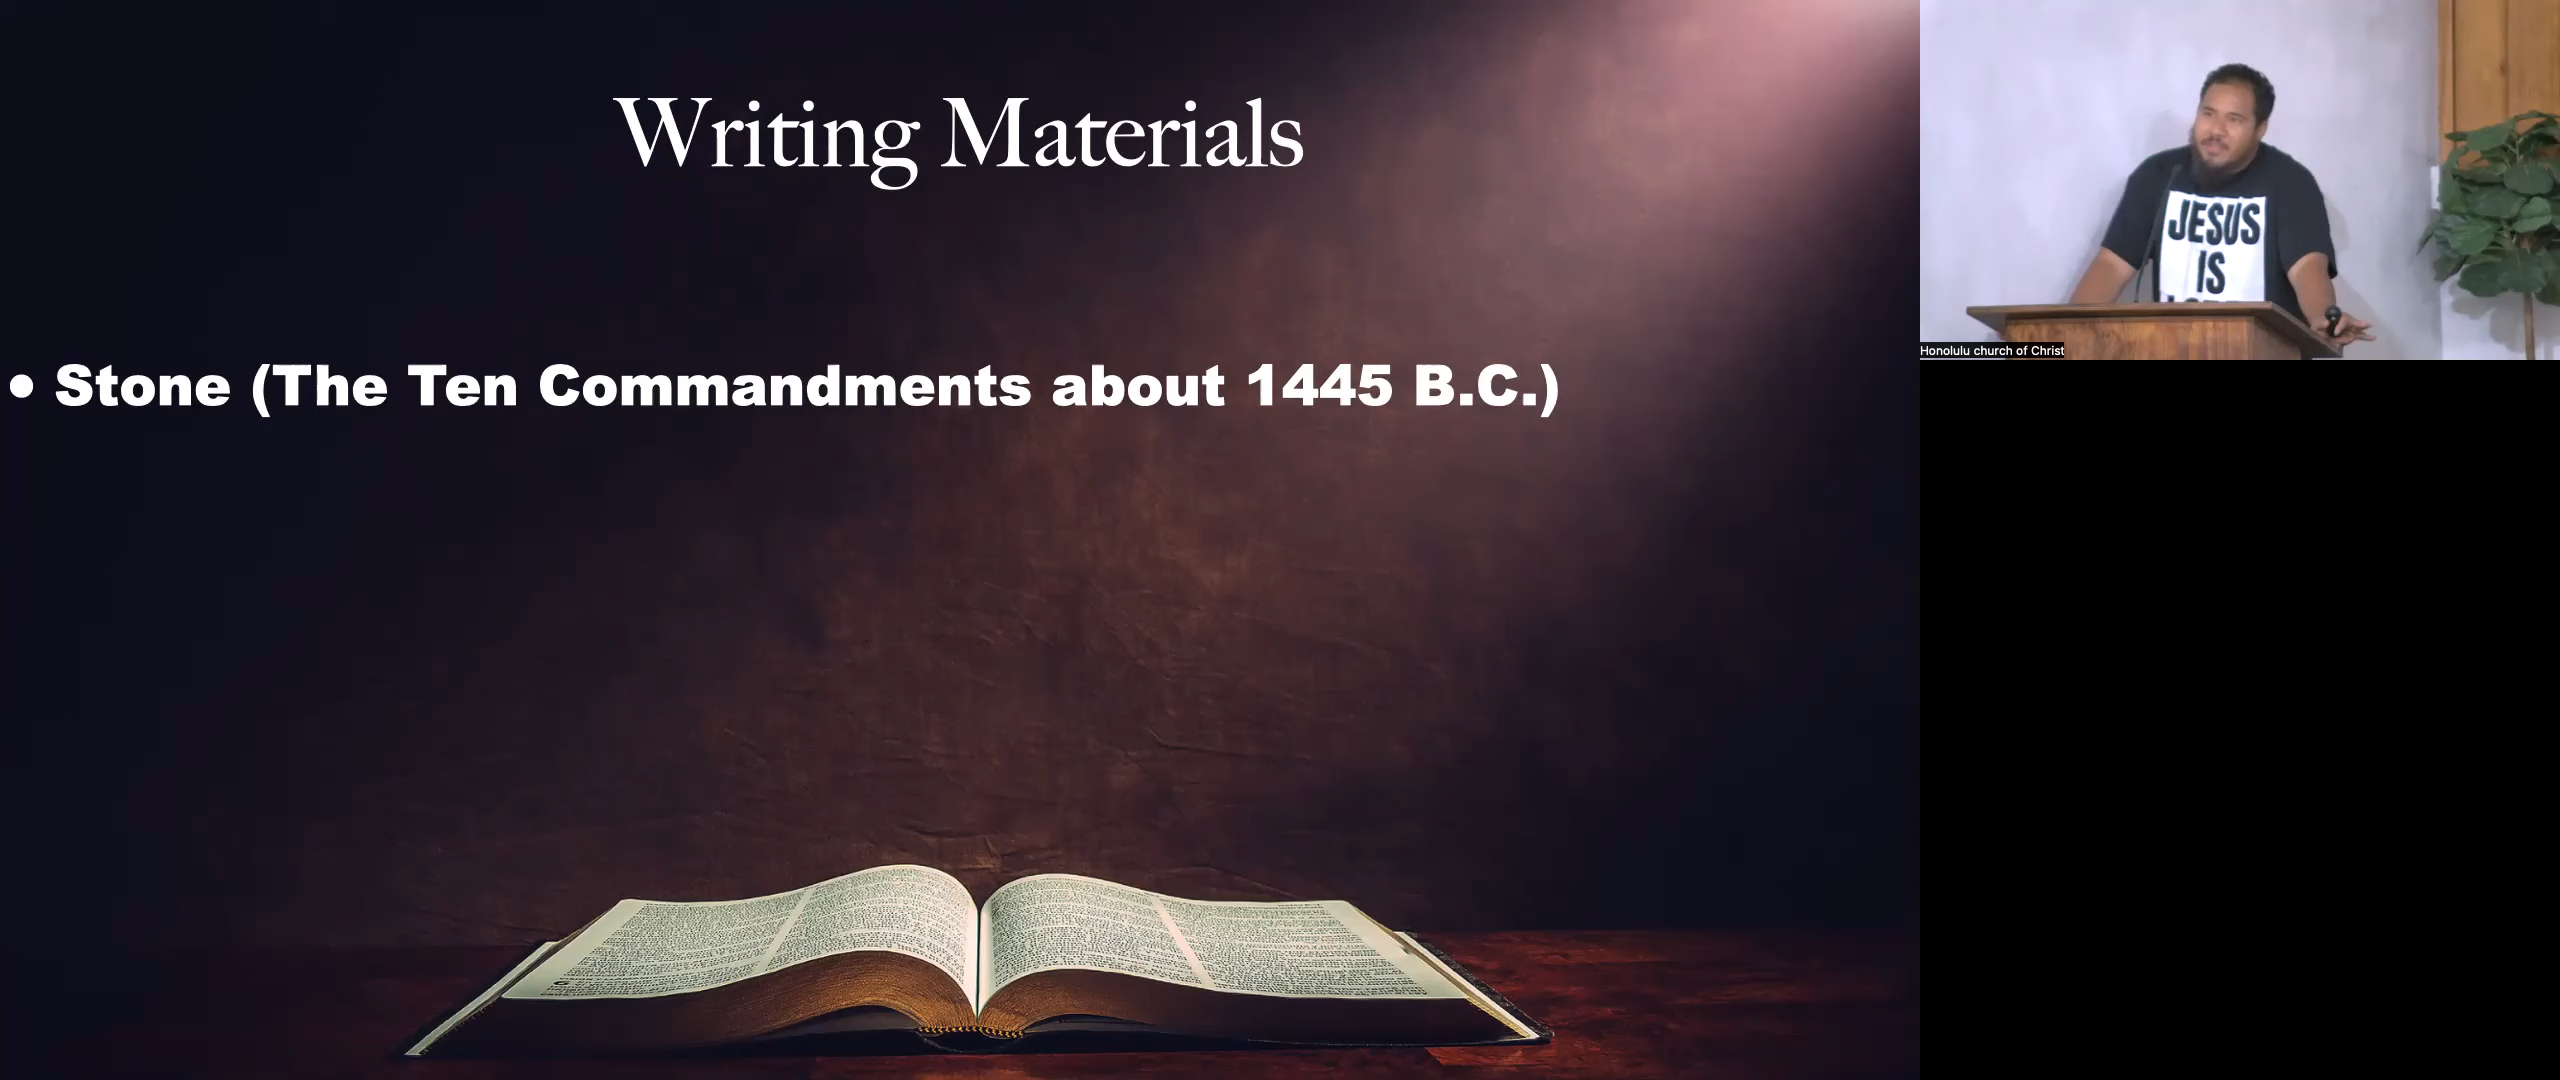 Writing Materials
• Stone (The Ten Commandments about 1445 B.C.)
JESUS
IS
Honolulu church of Christ